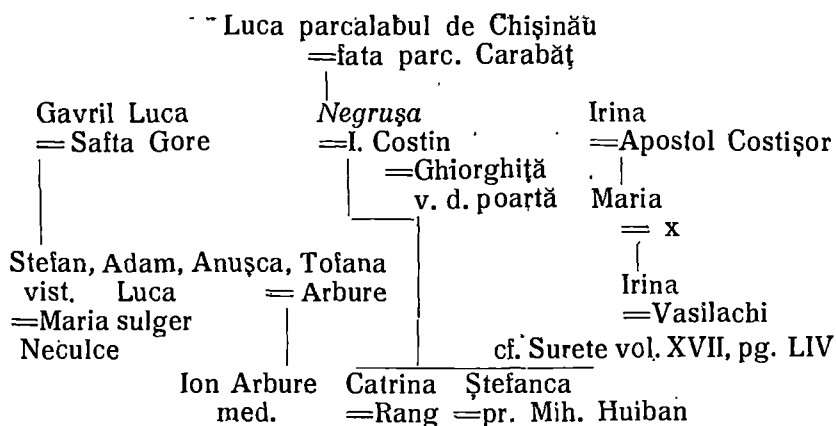 Luca parcalabul de Chişinău
=fata parc. Carabăţ
Gavril Luca Negruşa Irina
=Safta Gore =I. Costin =Apostol Costişor
=Ghiorghiţă
v. d. poartă Maria
= x
Stefan, Adam, Anuşca, Tofana Irina
vist. Luca =Arbure =Vasilachi
=Maria sulger
Neculce cf. Surete vol. XVII, pg. LIV
Ion Arbure Catrina Ştefanca
med. =Rang =pr. Mih. Huiban